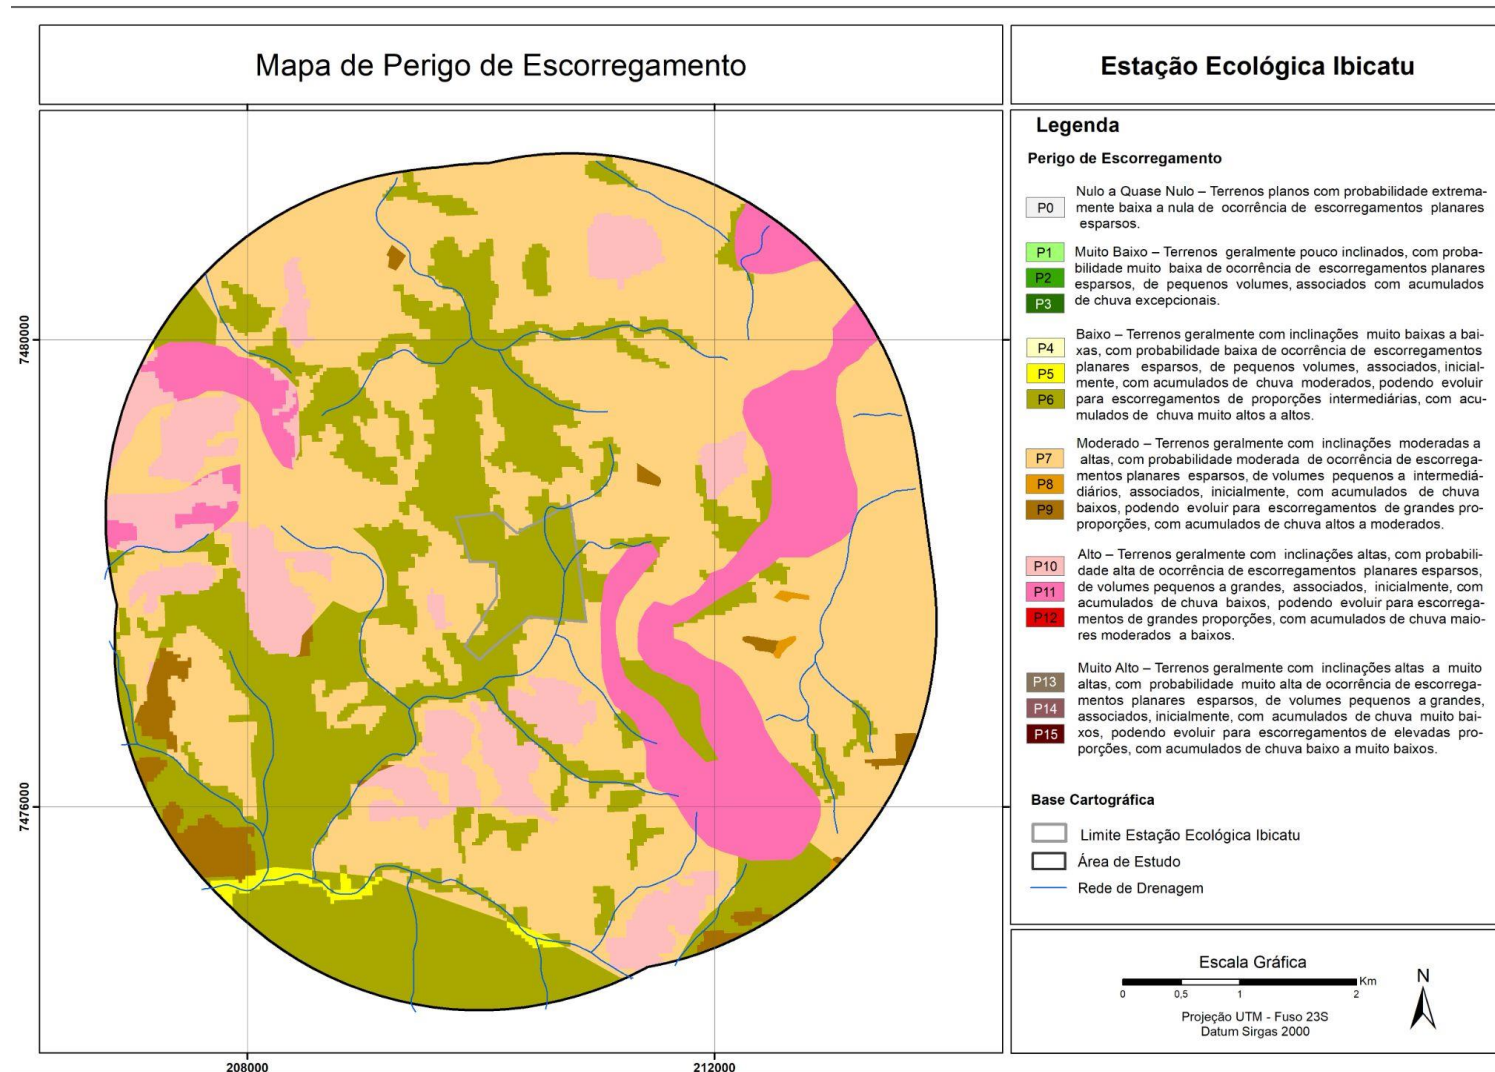 Mapa de Perigo de Escorregamento
Estação Ecológica Ibicatu
7480000
7476000
208000
212000
Legenda
Perigo de Escorregamento
P0
Nulo a Quase Nulo – Terrenos planos com probabilidade extrema-
mente baixa a nula de ocorrência de escorregamentos planares
esparsos.
P1
P2
P3
Muito Baixo – Terrenos geralmente pouco inclinados, com proba-
bilidade muito baixa de ocorrência de escorregamentos planares
esparsos, de pequenos volumes, associados com acumulados
de chuva excepcionais.
P4
P5
P6
Baixo – Terrenos geralmente com inclinações muito baixas a bai-
xas, com probabilidade baixa de ocorrência de escorregamentos
planares esparsos, de pequenos volumes, associados, inicial-
mente, com acumulados de chuva moderados, podendo evoluir
para escorregamentos de proporções intermediárias, com acu-
mulados de chuva muito altos a altos.
P7
P8
P9
Moderado – Terrenos geralmente com inclinações moderadas a
altas, com probabilidade moderada de ocorrência de escorrega-
mentos planares esparsos, de volumes pequenos a intermediá-
diários, associados, inicialmente, com acumulados de chuva
baixos, podendo evoluir para escorregamentos de grandes pro-
proporções, com acumulados de chuva altos a moderados.
P10
P11
P12
Alto – Terrenos geralmente com inclinações altas, com probabili-
dade alta de ocorrência de escorregamentos planares esparsos,
de volumes pequenos a grandes, associados, inicialmente, com
acumulados de chuva baixos, podendo evoluir para escorrega-
mentos de grandes proporções, com acumulados de chuva maio-
res moderados a baixos.
P13
P14
P15
Muito Alto – Terrenos geralmente com inclinações altas a muito
altas, com probabilidade muito alta de ocorrência de escorrega-
mentos planares esparsos, de volumes pequenos a grandes,
associados, inicialmente, com acumulados de chuva muito bai-
xos, podendo evoluir para escorregamentos de elevadas pro-
porções, com acumulados de chuva baixo a muito baixos.
Base Cartográfica
Limite Estação Ecológica Ibicatu
Área de Estudo
Rede de Drenagem
Escala Gráfica
Km
0 0,5 1 2
N
Projeção UTM - Fuso 23S
Datum Sirgas 2000